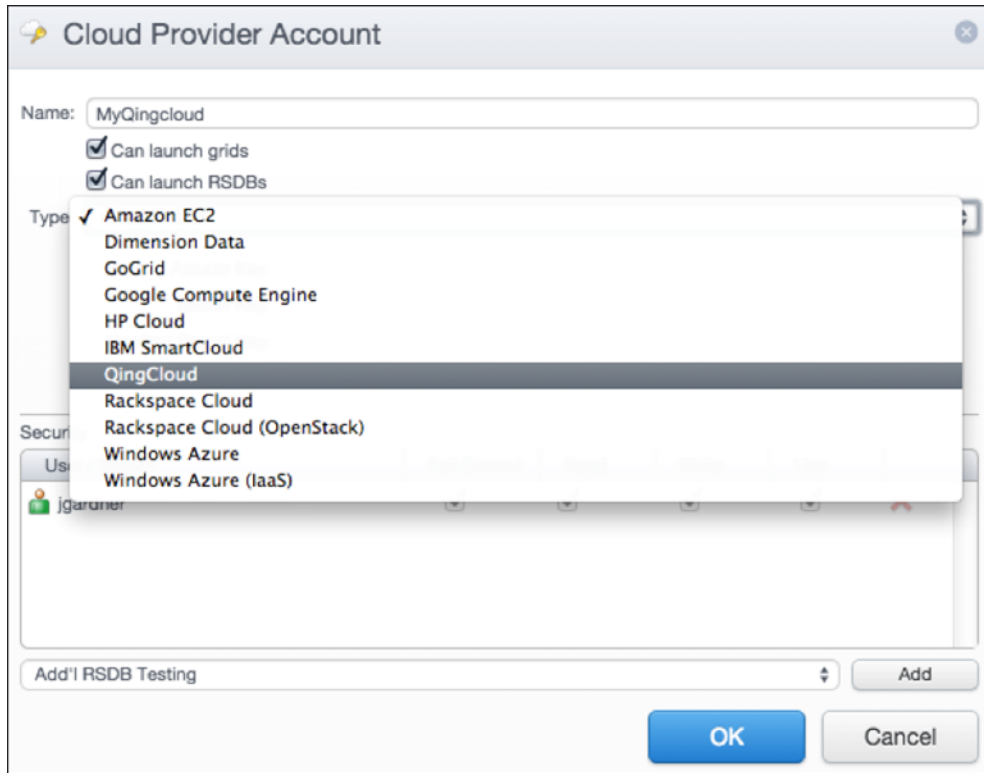 Cloud Provider Account
Name: MyQingcloud
Can launch grids
Can launch RSDBs
Type ✓ Amazon EC2
Dimension Data
GoGrid
Google Compute Engine
HP Cloud
IBM SmartCloud
QingCloud
Rackspace Cloud
Rackspace Cloud (OpenStack)
Windows Azure
Windows Azure (IaaS)
jgardner
Add'l RSDB Testing
Add
OK
Cancel